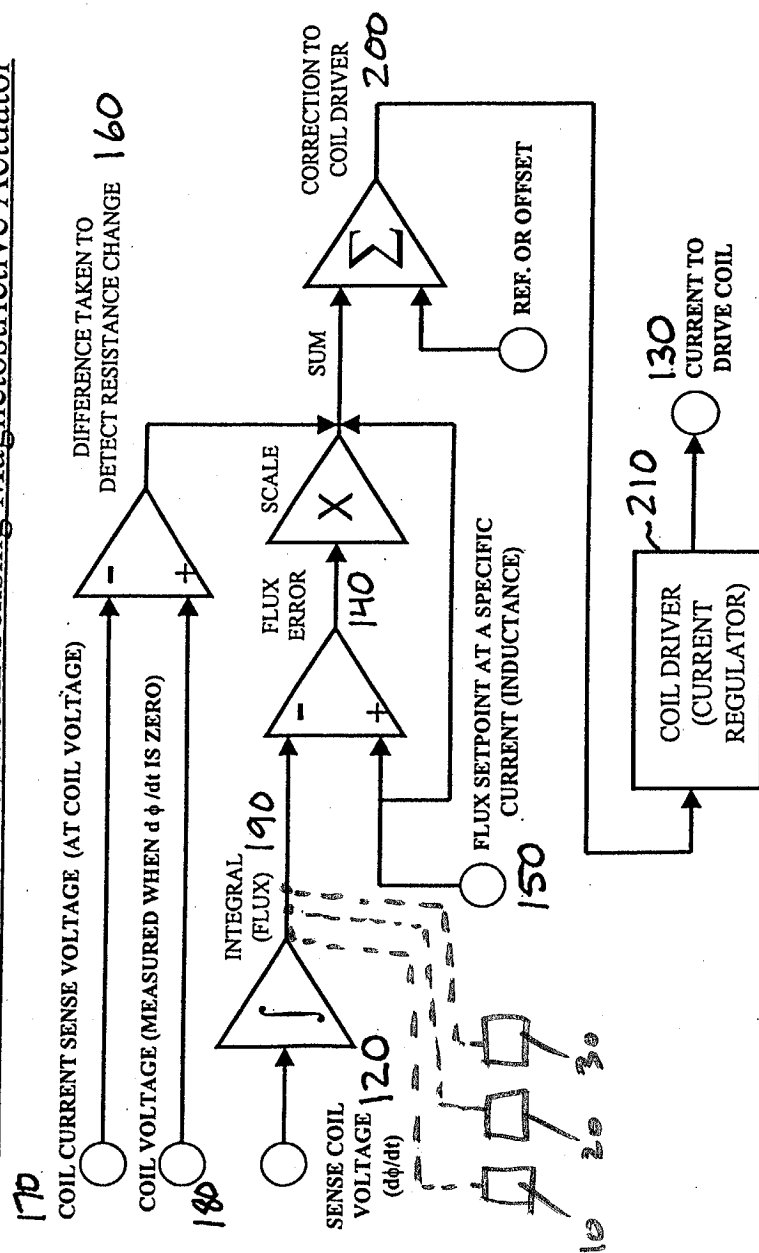 Sensing Magnetostrictive Actuator
170
COIL CURRENT SENSE VOLTAGE (AT COIL VOLTAGE)
COIL VOLTAGE (MEASURED WHEN d ϕ/dt IS ZERO)
180
DIFFERENCE TAKEN TO
DETECT RESISTANCE CHANGE 160
-
+
SENSE COIL
VOLTAGE 120
(dϕ/dt)
∫
INTEGRAL
(FLUX) 190
-
+
FLUX
ERROR
140
SCALE
X
SUM
Σ
CORRECTION TO
COIL DRIVER
200
REF. OR OFFSET
150
FLUX SETPOINT AT A SPECIFIC
CURRENT (INDUCTANCE)
10
20
30
COIL DRIVER
(CURRENT
REGULATOR)
~210
130
CURRENT TO
DRIVE COIL